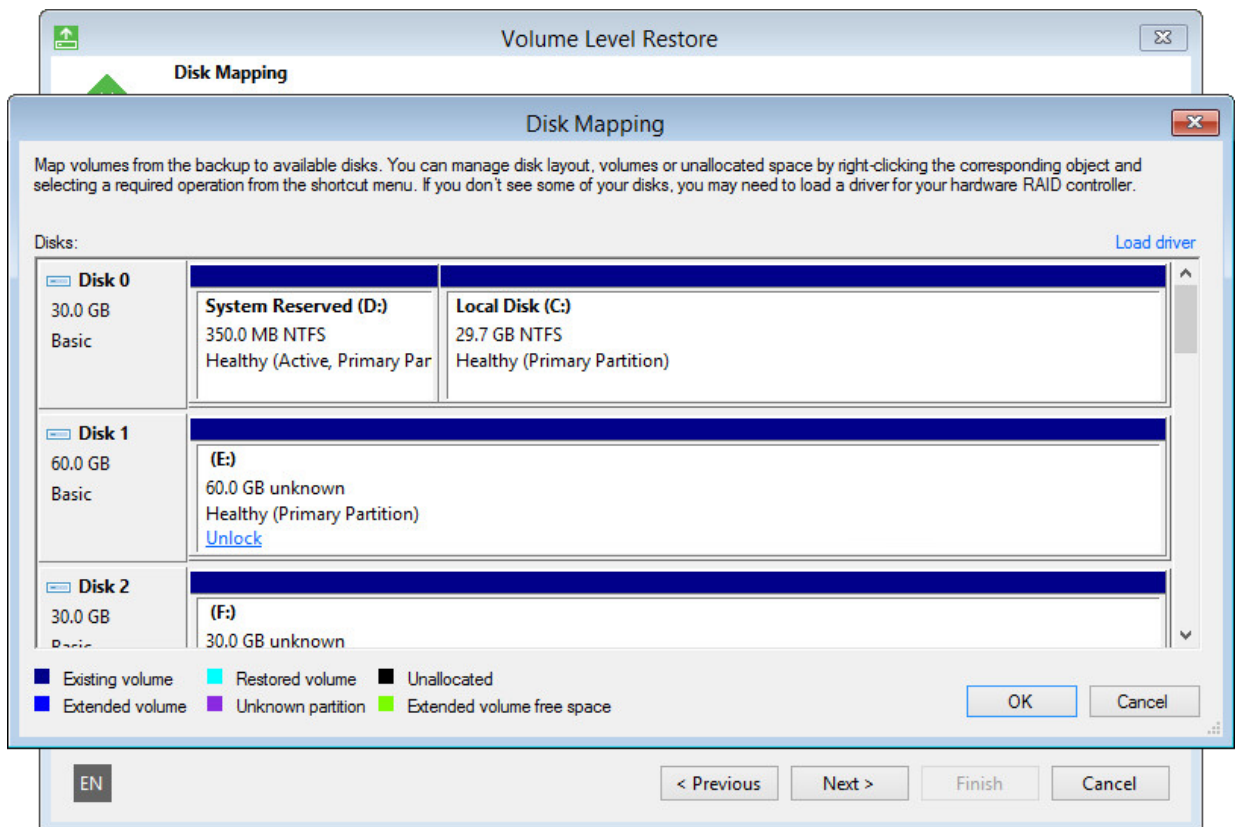 Volume Level Restore
Disk Mapping
Disk Mapping
Map volumes from the backup to available disks. You can manage disk layout, volumes or unallocated space by right-clicking the corresponding object and
selecting a required operation from the shortcut menu. If you don't see some of your disks, you may need to load a driver for your hardware RAID controller.
Disks:
Load driver
Disk 0
30.0 GB
Basic
System Reserved (D:)
350.0 MB NTFS
Healthy (Active, Primary Par
Local Disk (C:)
29.7 GB NTFS
Healthy (Primary Partition)
Disk 1
60.0 GB
Basic
(E:)
60.0 GB unknown
Healthy (Primary Partition)
Unlock
Disk 2
30.0 GB
Basic
(F:)
30.0 GB unknown
Existing volume
Restored volume
Unallocated
Extended volume
Unknown partition
Extended volume free space
OK
Cancel
EN
< Previous
Next >
Finish
Cancel